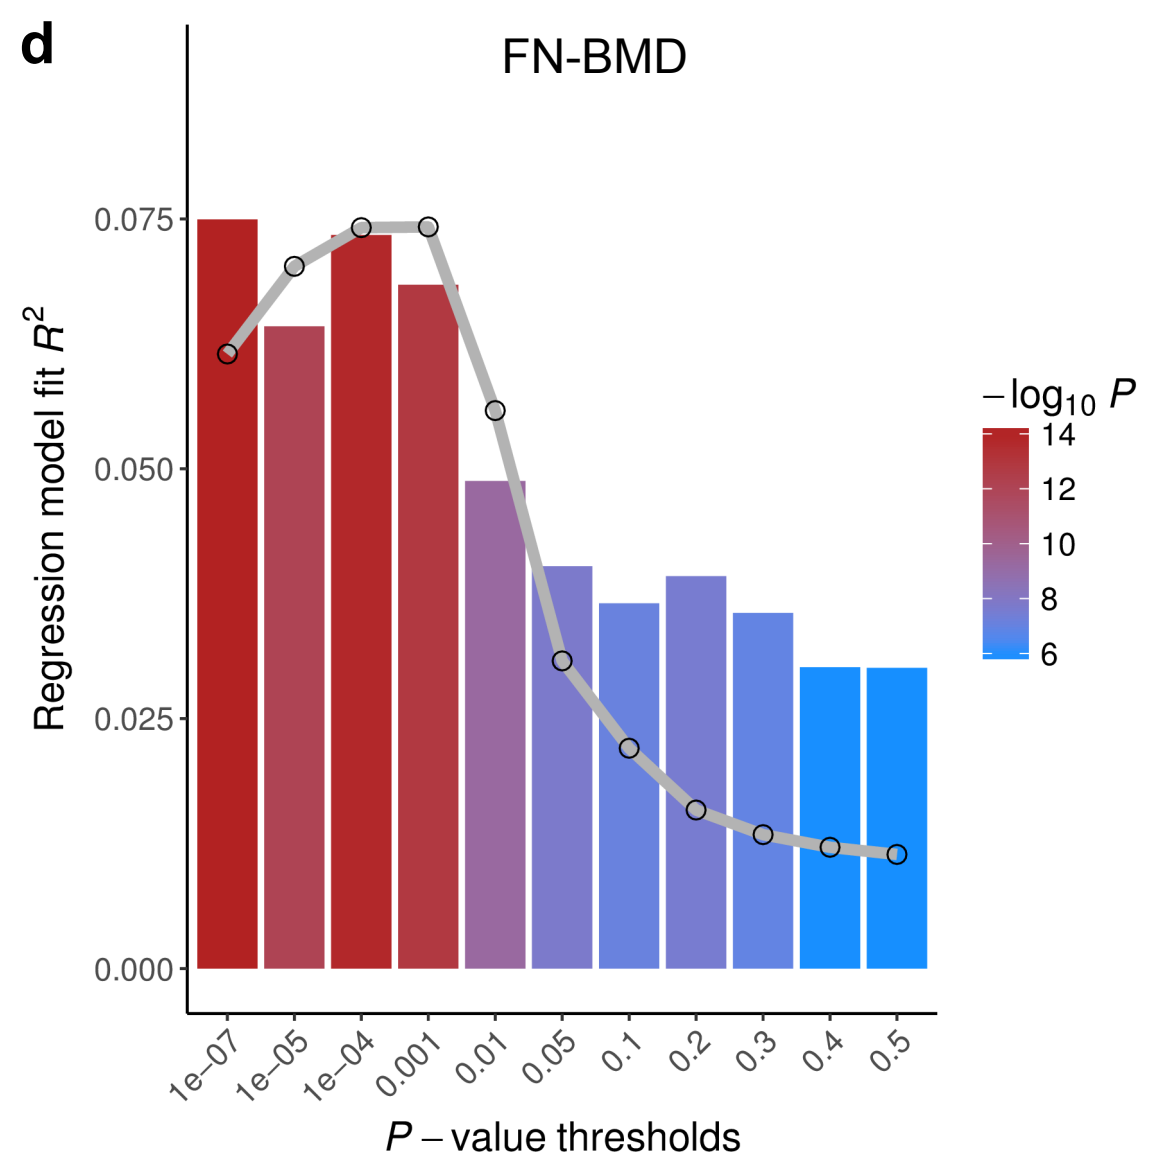 d
FN-BMD
Regression model fit R²
0.075
0.050
0.025
0.000
1e−07
1e−05
1e−04
0.001
0.01
0.05
0.1
0.2
0.3
0.4
0.5
P − value thresholds
−log₁₀ P
14
12
10
8
6